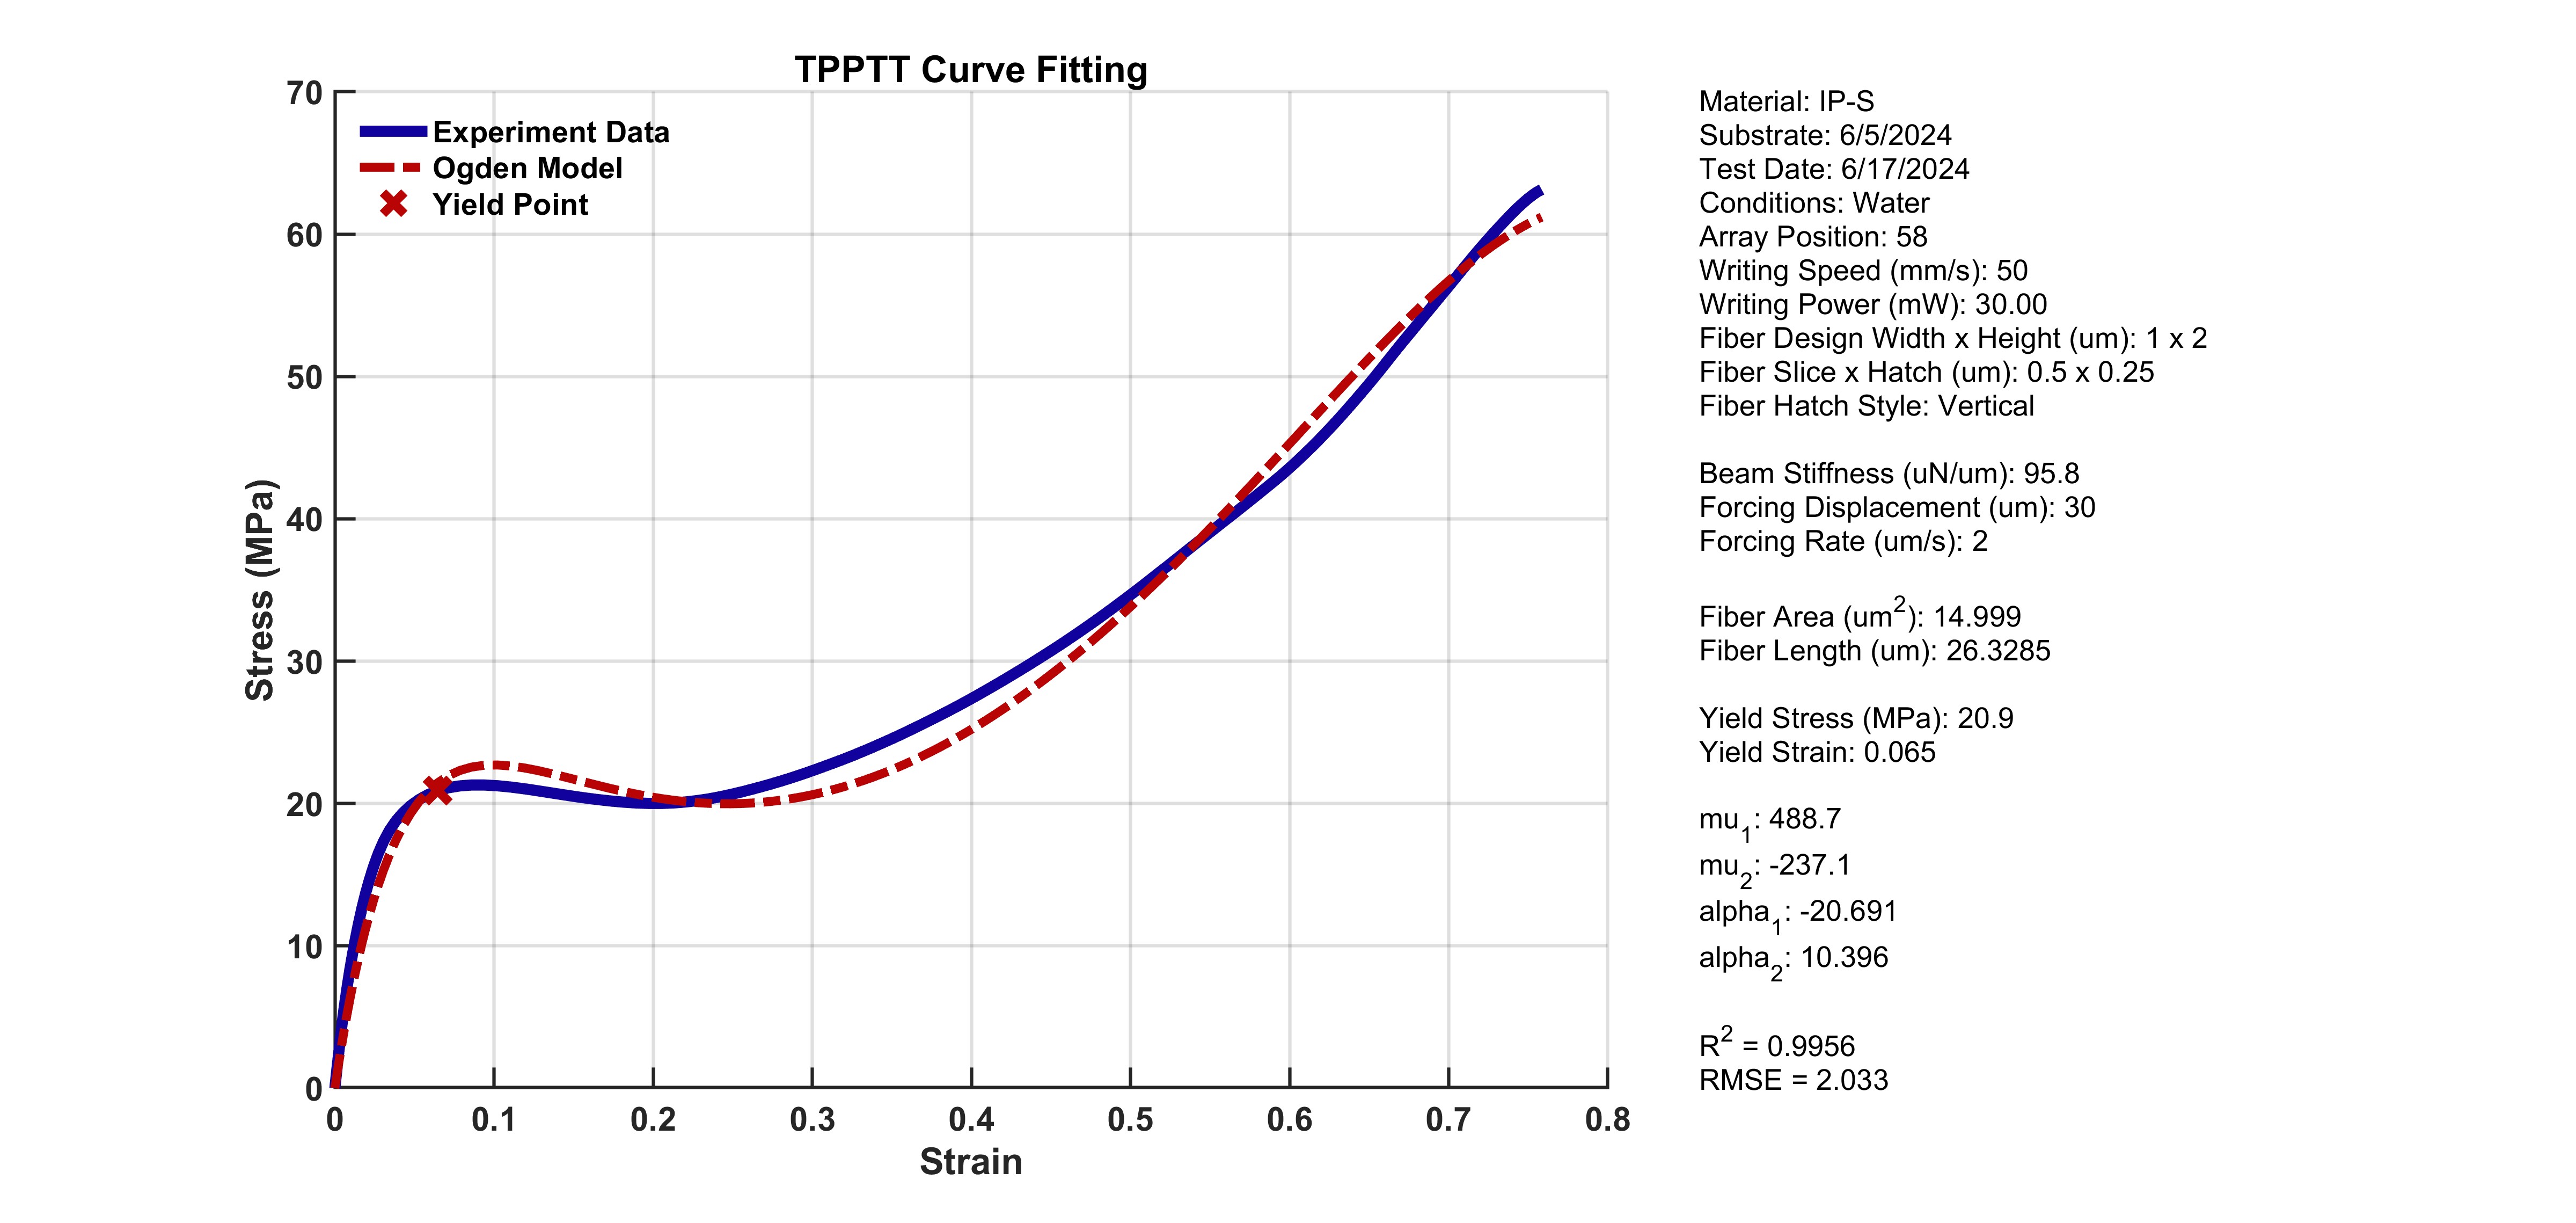 TPPTT Curve Fitting
70
60
50
40
30
20
10
0
Stress (MPa)
Experiment Data
Ogden Model
Yield Point
0 0.1 0.2 0.3 0.4 0.5 0.6 0.7 0.8
Strain
Material: IP-S
Substrate: 6/5/2024
Test Date: 6/17/2024
Conditions: Water
Array Position: 58
Writing Speed (mm/s): 50
Writing Power (mW): 30.00
Fiber Design Width x Height (um): 1 x 2
Fiber Slice x Hatch (um): 0.5 x 0.25
Fiber Hatch Style: Vertical
Beam Stiffness (uN/um): 95.8
Forcing Displacement (um): 30
Forcing Rate (um/s): 2
Fiber Area (um²): 14.999
Fiber Length (um): 26.3285
Yield Stress (MPa): 20.9
Yield Strain: 0.065
mu₁: 488.7
mu₂: -237.1
alpha₁: -20.691
alpha₂: 10.396
R² = 0.9956
RMSE = 2.033